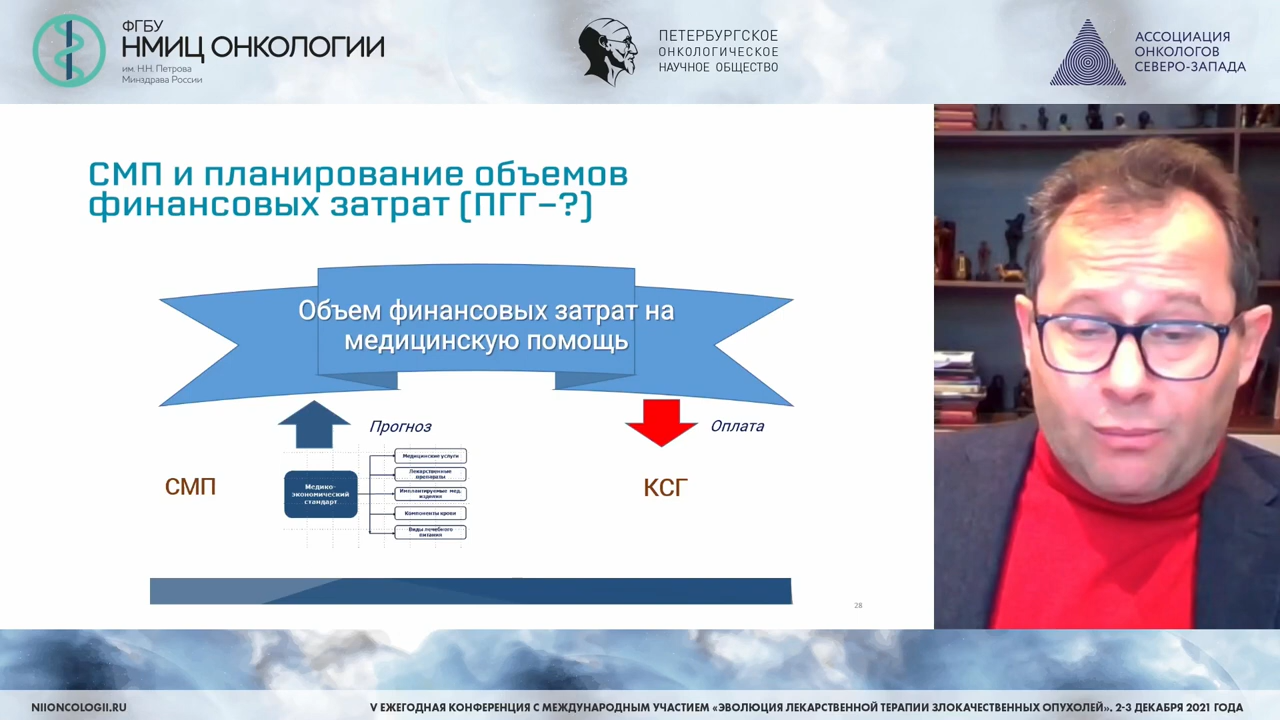 ФГБУ
НМИЦ ОНКОЛОГИИ
им. Н.Н. Петрова
Минздрава России
ПЕТЕРБУРГСКОЕ
ОНКОЛОГИЧЕСКОЕ
НАУЧНОЕ ОБЩЕСТВО
АССОЦИАЦИЯ
ОНКОЛОГОВ
СЕВЕРО-ЗАПАДА
СМП и планирование объемов
финансовых затрат (ПГГ–?)
Объем финансовых затрат на
медицинскую помощь
Прогноз
Оплата
СМП
Медико-
экономический
стандарт
Медицинские услуги
Лекарственные
препараты
Имплантируемые мед.
изделия
Компоненты крови
Виды лечебного
питания
КСГ
28
NIIONCOLOGII.RU
V ЕЖЕГОДНАЯ КОНФЕРЕНЦИЯ С МЕЖДУНАРОДНЫМ УЧАСТИЕМ «ЭВОЛЮЦИЯ ЛЕКАРСТВЕННОЙ ТЕРАПИИ ЗЛОКАЧЕСТВЕННЫХ ОПУХОЛЕЙ». 2-3 ДЕКАБРЯ 2021 ГОДА